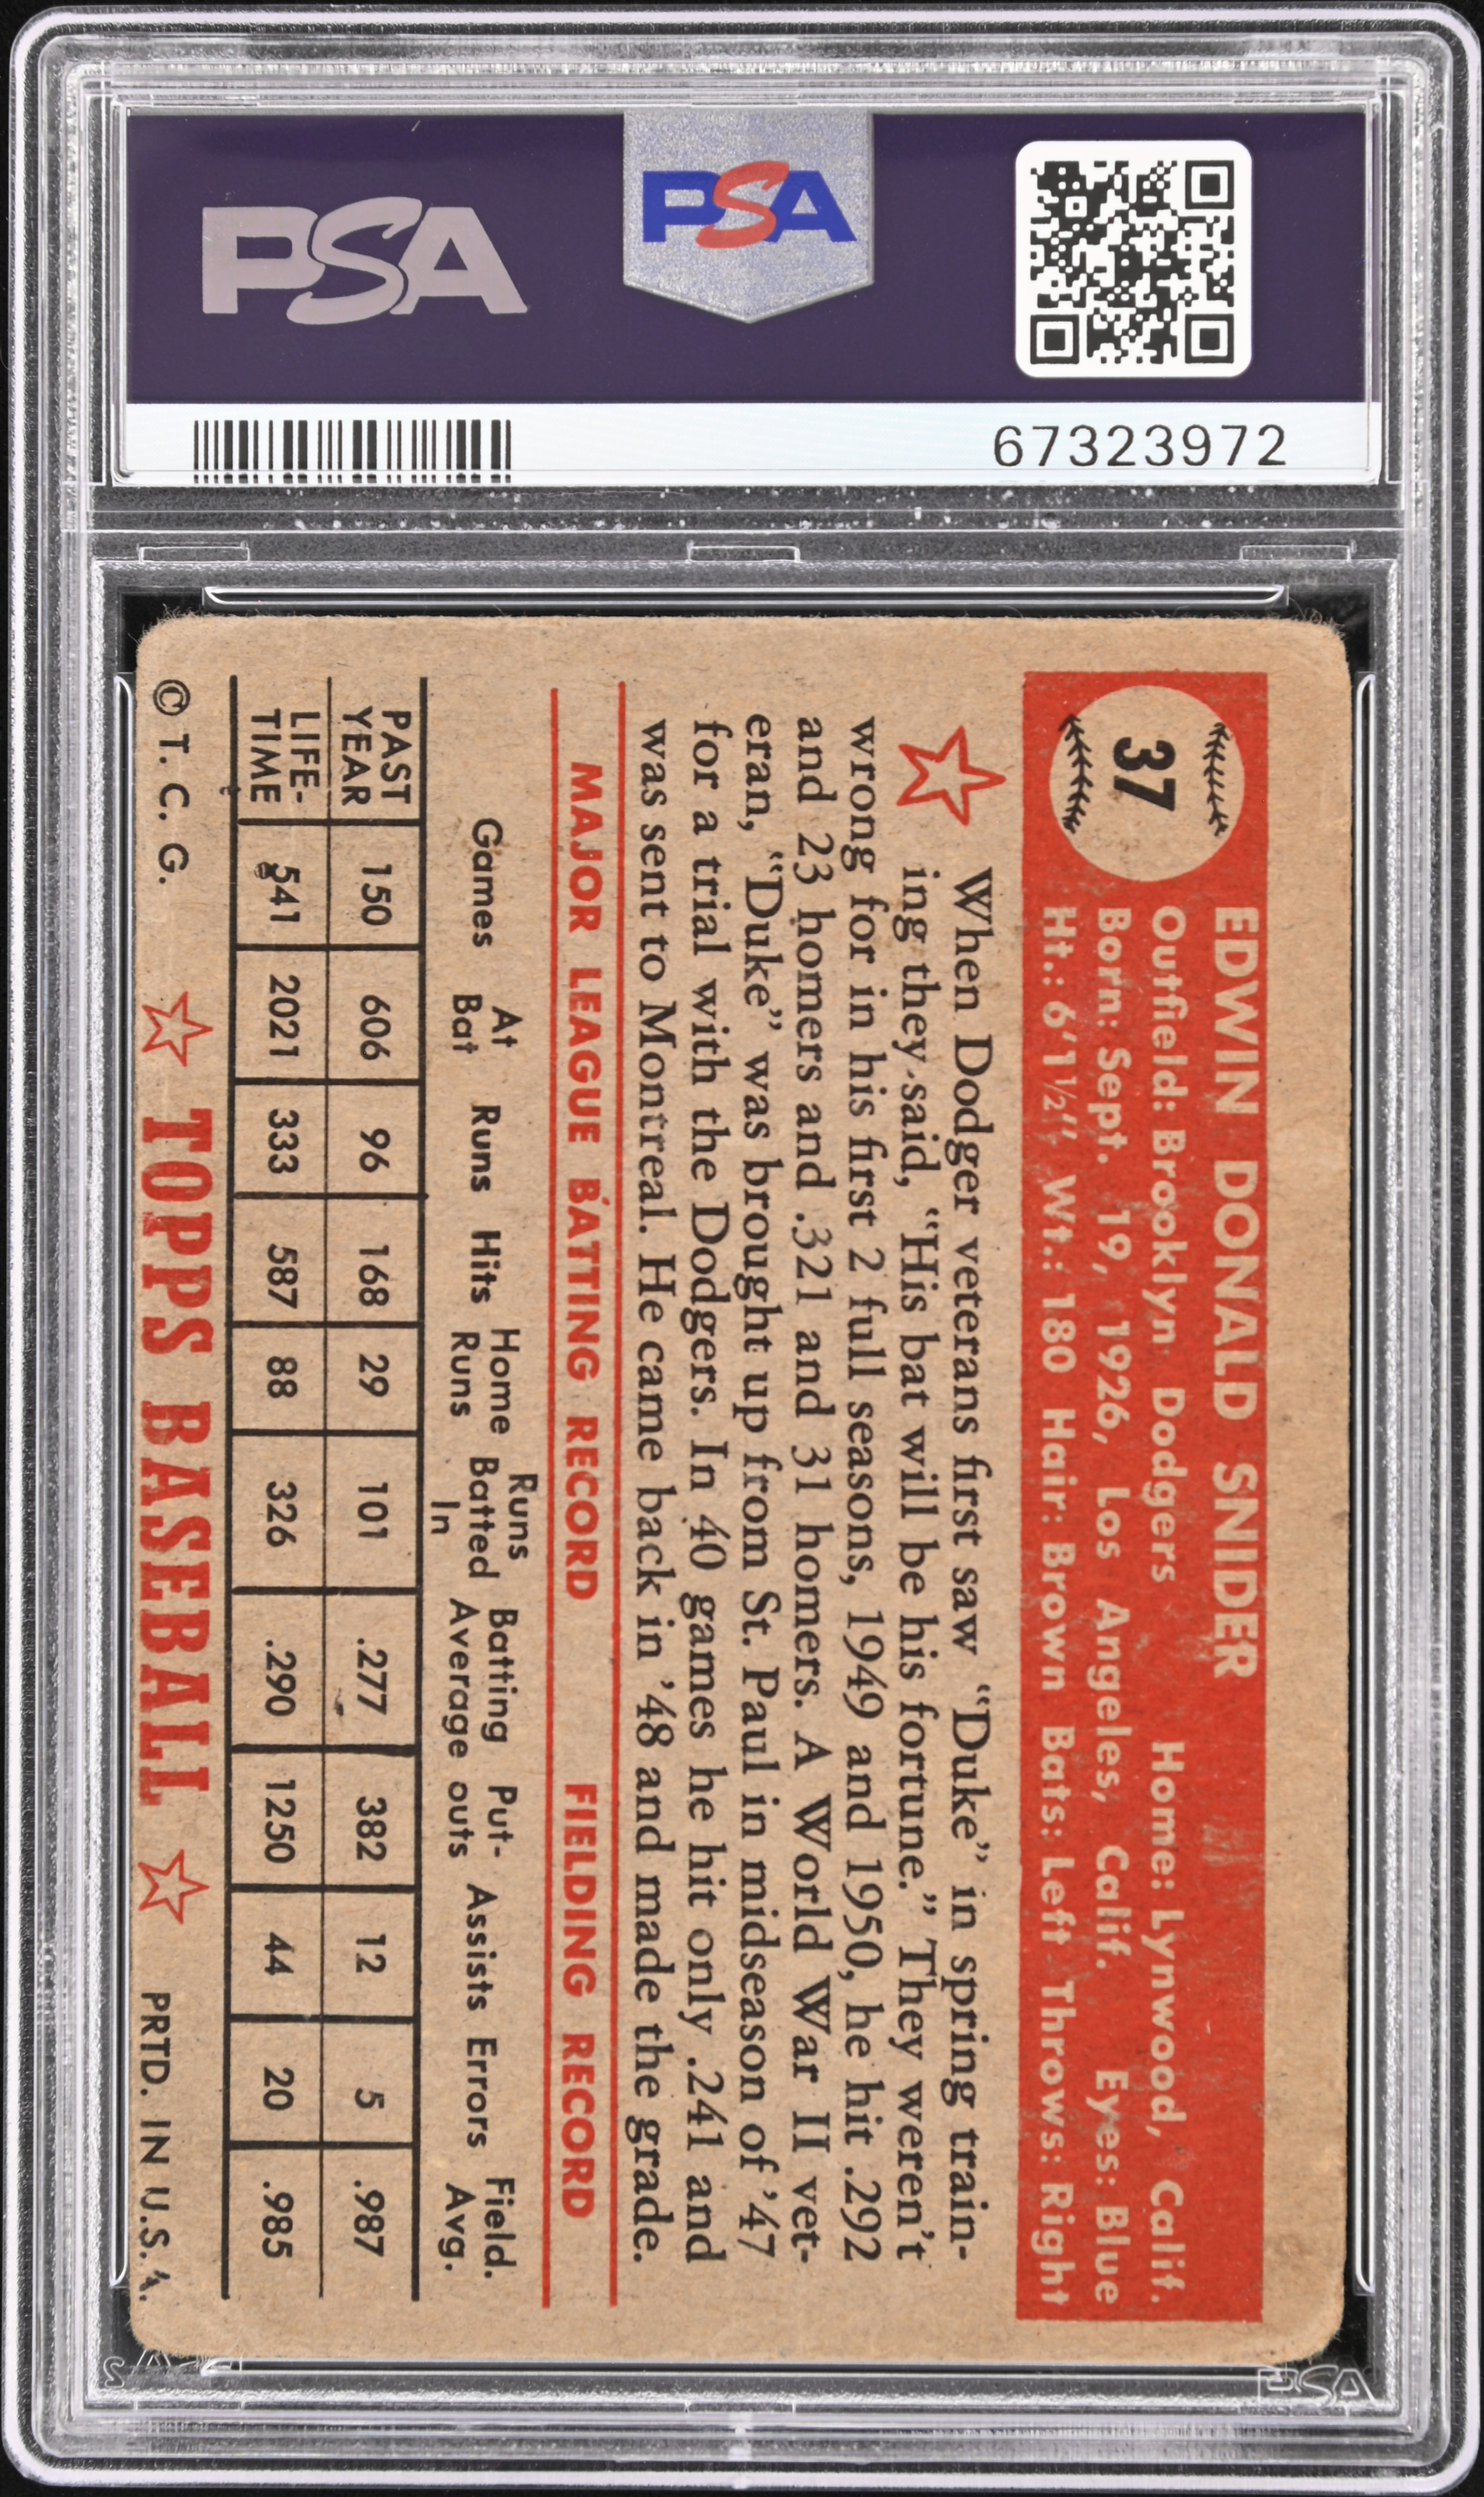 PSA
PSA
67323972
37
EDWIN DONALD SNIDER
Outfield: Brooklyn Dodgers Home: Lynwood, Calif.
Born: Sept. 19, 1926, Los Angeles, Calif. Eyes: Blue
Ht.: 6'1½" Wt.: 180 Hair: Brown Bats: Left Throws: Right
When Dodger veterans first saw "Duke" in spring train-
ing they said, "His bat will be his fortune." They weren't
wrong for in his first 2 full seasons, 1949 and 1950, he hit .292
and 23 homers and .321 and 31 homers. A World War II vet-
eran, "Duke" was brought up from St. Paul in midseason of '47
for a trial with the Dodgers. In 40 games he hit only .241 and
was sent to Montreal. He came back in '48 and made the grade.
MAJOR LEAGUE BATTING RECORD FIELDING RECORD
Games At Bat Runs Hits Home Runs Runs Batted In Batting Average Put-outs Assists Errors Field. Avg.
PAST YEAR 150 606 96 168 29 101 .277 382 12 5 .987
LIFE-TIME 541 2021 333 587 88 326 .290 1250 44 20 .985
© T. C. G. TOPPS BASEBALL PRTD. IN U.S.A.
PSA